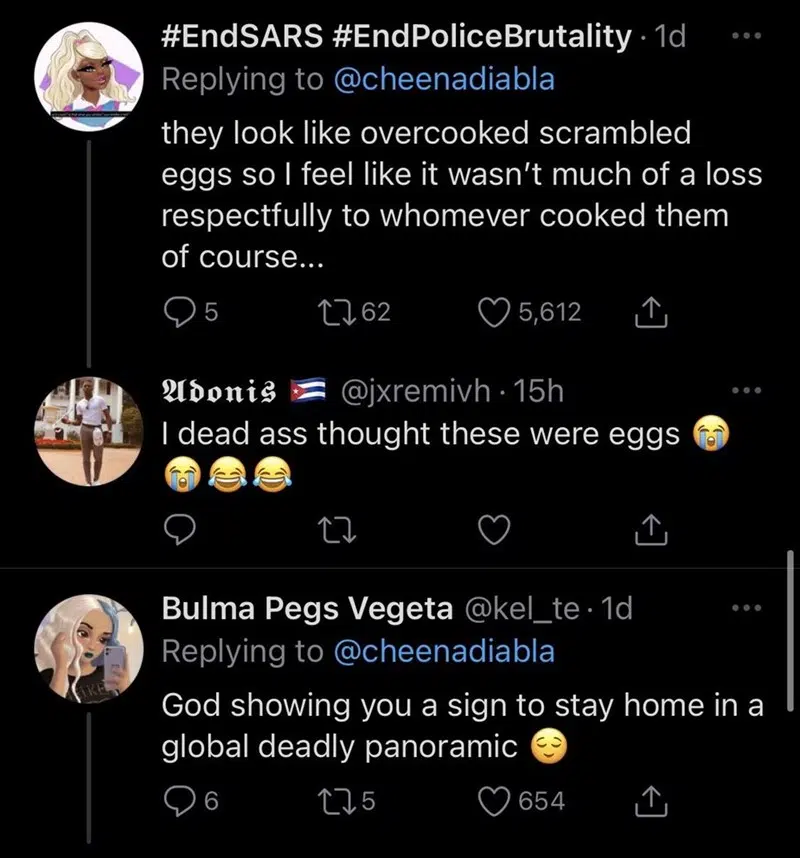 #EndSARS #EndPoliceBrutality · 1d
Replying to @cheenadiabla
they look like overcooked scrambled
eggs so I feel like it wasn't much of a loss
respectfully to whomever cooked them
of course...
5 62 5,612
𝕬𝖉𝖔𝖓𝖎𝖘 🇨🇺 @jxremivh · 15h
I dead ass thought these were eggs 😭
😭😂😂
Bulma Pegs Vegeta @kel_te · 1d
Replying to @cheenadiabla
God showing you a sign to stay home in a
global deadly panoramic 😌
6 5 654